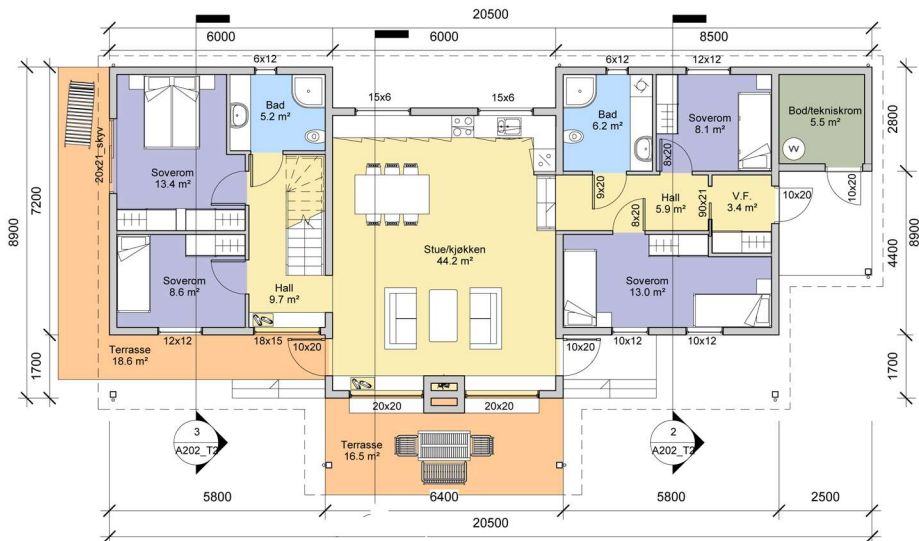 20500
6000
6000
8500
6x12
6x12
12x12
15x6
15x6
20x21_skyv
8900
7200
1700
Bad
5.2 m²
Soverom
13.4 m²
Soverom
8.6 m²
Hall
9.7 m²
Stue/kjøkken
44.2 m²
Bad
6.2 m²
8x20
Soverom
8.1 m²
Bod/tekniskrom
5.5 m²
VV
9x20
8x20
Hall
5.9 m²
90x21
V.F.
3.4 m²
10x20
10x20
Soverom
13.0 m²
2800
4400
1700
8900
Terrasse
18.6 m²
12x12
18x15
10x20
10x20
10x12
10x12
20x20
20x20
Terrasse
16.5 m²
3
A202_T2
2
A202_T2
5800
6400
5800
2500
20500